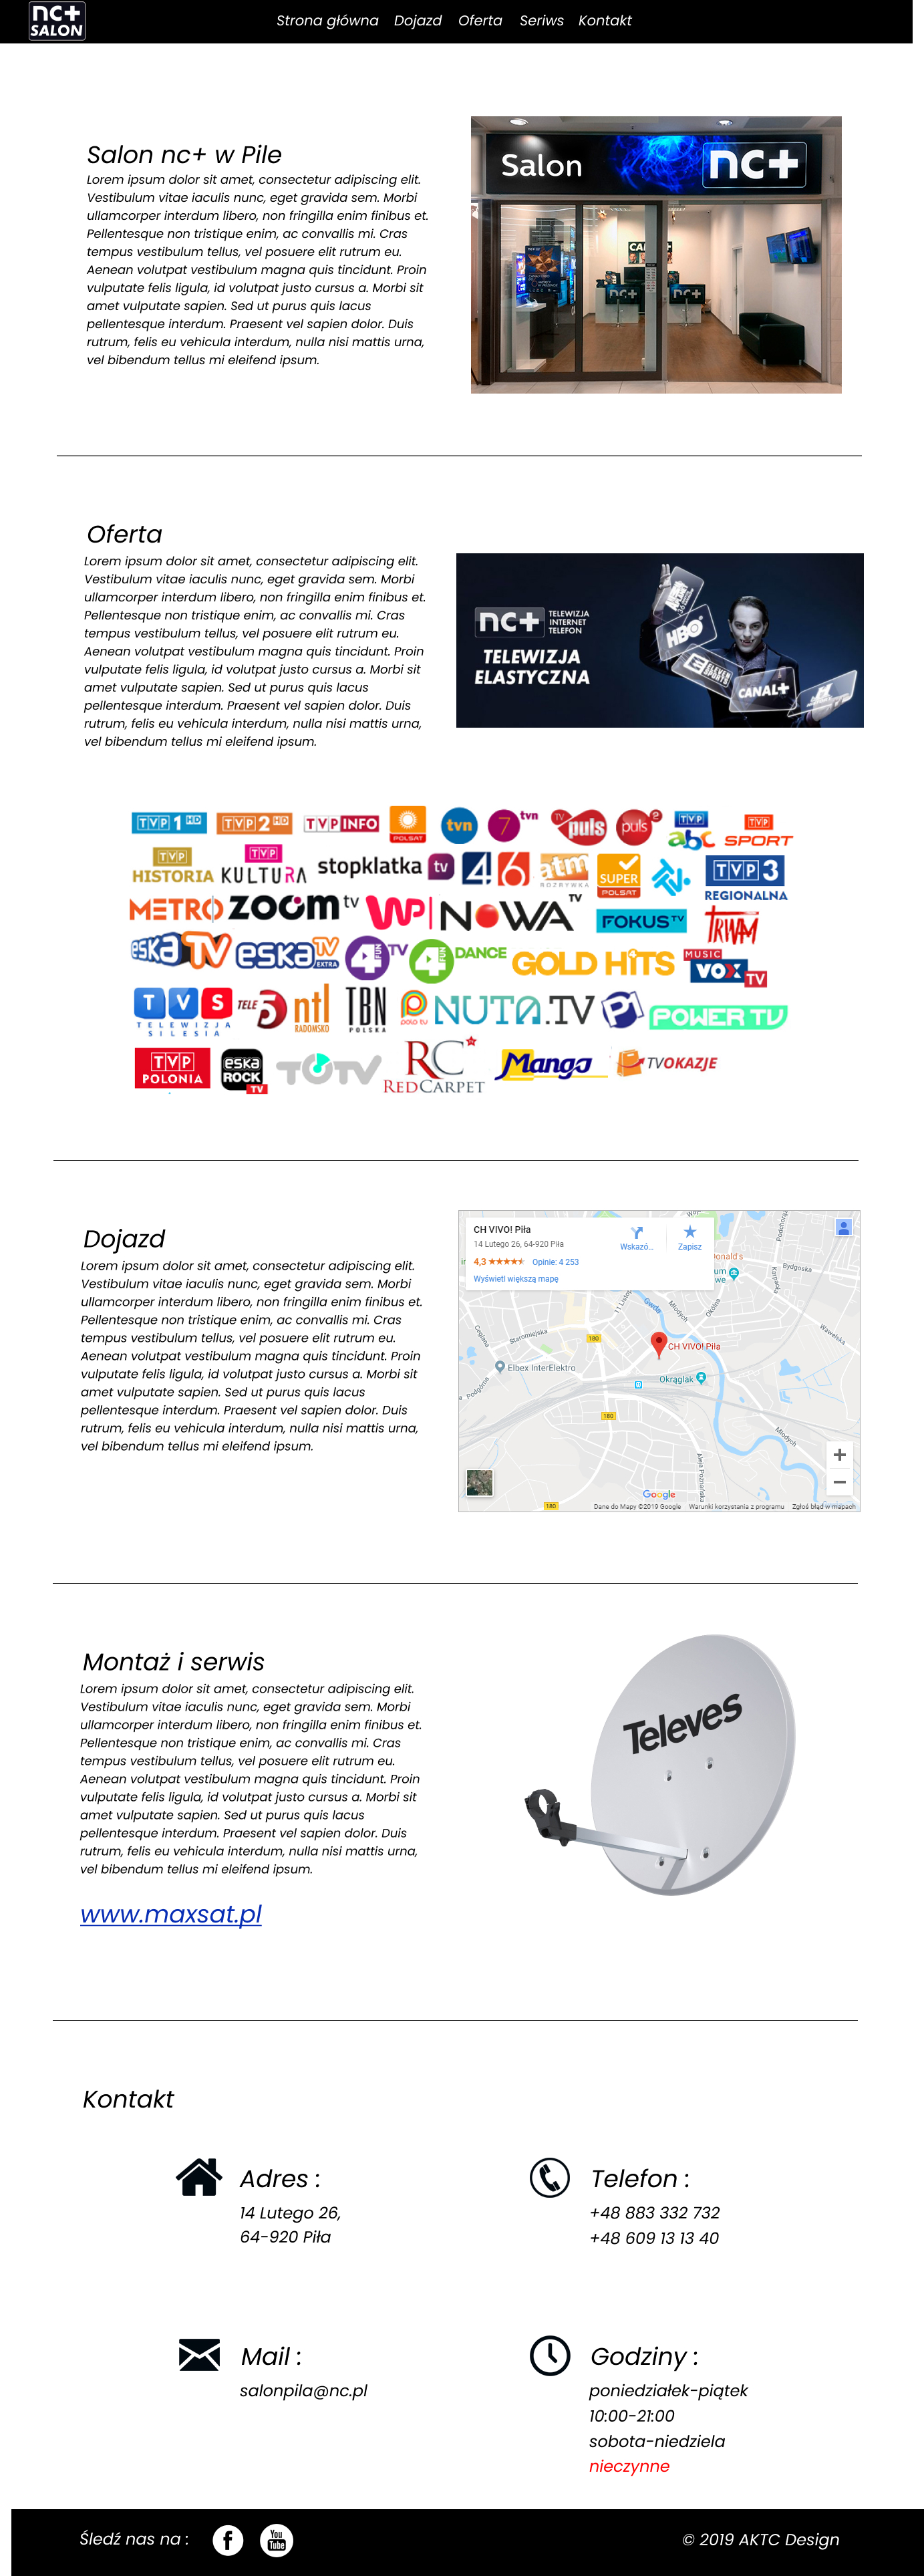 nc+
SALON
Strona główna Dojazd Oferta Seriws Kontakt
Salon nc+ w Pile
Lorem ipsum dolor sit amet, consectetur adipiscing elit.
Vestibulum vitae iaculis nunc, eget gravida sem. Morbi
ullamcorper interdum libero, non fringilla enim finibus et.
Pellentesque non tristique enim, ac convallis mi. Cras
tempus vestibulum tellus, vel posuere elit rutrum eu.
Aenean volutpat vestibulum magna quis tincidunt. Proin
vulputate felis ligula, id volutpat justo cursus a. Morbi sit
amet vulputate sapien. Sed ut purus quis lacus
pellentesque interdum. Praesent vel sapien dolor. Duis
rutrum, felis eu vehicula interdum, nulla nisi mattis urna,
vel bibendum tellus mi eleifend ipsum.
Salon nc+
nc+ nc+
Oferta
Lorem ipsum dolor sit amet, consectetur adipiscing elit.
Vestibulum vitae iaculis nunc, eget gravida sem. Morbi
ullamcorper interdum libero, non fringilla enim finibus et.
Pellentesque non tristique enim, ac convallis mi. Cras
tempus vestibulum tellus, vel posuere elit rutrum eu.
Aenean volutpat vestibulum magna quis tincidunt. Proin
vulputate felis ligula, id volutpat justo cursus a. Morbi sit
amet vulputate sapien. Sed ut purus quis lacus
pellentesque interdum. Praesent vel sapien dolor. Duis
rutrum, felis eu vehicula interdum, nulla nisi mattis urna,
vel bibendum tellus mi eleifend ipsum.
nc+ TELEWIZJA
INTERNET
TELEFON
TELEWIZJA
ELASTYCZNA
HBO
ELEVEN SPORTS
CANAL+
TVP 1 HD TVP 2 HD TVP INFO POLSAT tvn 7 tvn TV puls puls 2 TVP abc TVP SPORT
TVP HISTORIA TVP KULTURA stopklatka tv 4 6 atm ROZRYWKA SUPER POLSAT TVP 3 REGIONALNA
METRO ZOOM tv WP NOWA TV FOKUS TV TRWAM
eska TV eska TV EXTRA 4 FUN TV 4 FUN DANCE GOLD HITS MUSIC VOX TV
TVS TELEWIZJA SILESIA TELE 5 ntl RADOMSKO TBN POLSKA polo tv NUTA.TV POWER TV
TVP POLONIA eska ROCK TV TOTV RC RED CARPET Mango TVOKAZJE
Dojazd
Lorem ipsum dolor sit amet, consectetur adipiscing elit.
Vestibulum vitae iaculis nunc, eget gravida sem. Morbi
ullamcorper interdum libero, non fringilla enim finibus et.
Pellentesque non tristique enim, ac convallis mi. Cras
tempus vestibulum tellus, vel posuere elit rutrum eu.
Aenean volutpat vestibulum magna quis tincidunt. Proin
vulputate felis ligula, id volutpat justo cursus a. Morbi sit
amet vulputate sapien. Sed ut purus quis lacus
pellentesque interdum. Praesent vel sapien dolor. Duis
rutrum, felis eu vehicula interdum, nulla nisi mattis urna,
vel bibendum tellus mi eleifend ipsum.
CH VIVO! Piła
14 Lutego 26, 64-920 Piła
4,3 Opinie: 4 253
Wyświetl większą mapę
Wskazó... Zapisz
Bydgoska
Podchorąż
Karpacka
11 Listop
Gwda
Młodych
Okólna
Wawelska
Ceglana
Staromiejska
180
CH VIVO! Piła
Elbex InterElektro
Okrąglak
Podgórna
180
Młodych
Aleja Poznańska
Google
180
Dane do Mapy ©2019 Google Warunki korzystania z programu Zgłoś błąd w mapach
Montaż i serwis
Lorem ipsum dolor sit amet, consectetur adipiscing elit.
Vestibulum vitae iaculis nunc, eget gravida sem. Morbi
ullamcorper interdum libero, non fringilla enim finibus et.
Pellentesque non tristique enim, ac convallis mi. Cras
tempus vestibulum tellus, vel posuere elit rutrum eu.
Aenean volutpat vestibulum magna quis tincidunt. Proin
vulputate felis ligula, id volutpat justo cursus a. Morbi sit
amet vulputate sapien. Sed ut purus quis lacus
pellentesque interdum. Praesent vel sapien dolor. Duis
rutrum, felis eu vehicula interdum, nulla nisi mattis urna,
vel bibendum tellus mi eleifend ipsum.
Televes
www.maxsat.pl
Kontakt
Adres :
14 Lutego 26,
64-920 Piła
Telefon :
+48 883 332 732
+48 609 13 13 40
Mail :
salonpila@nc.pl
Godziny :
poniedziałek-piątek
10:00-21:00
sobota-niedziela
nieczynne
Śledź nas na :
f
You
Tube
© 2019 AKTC Design